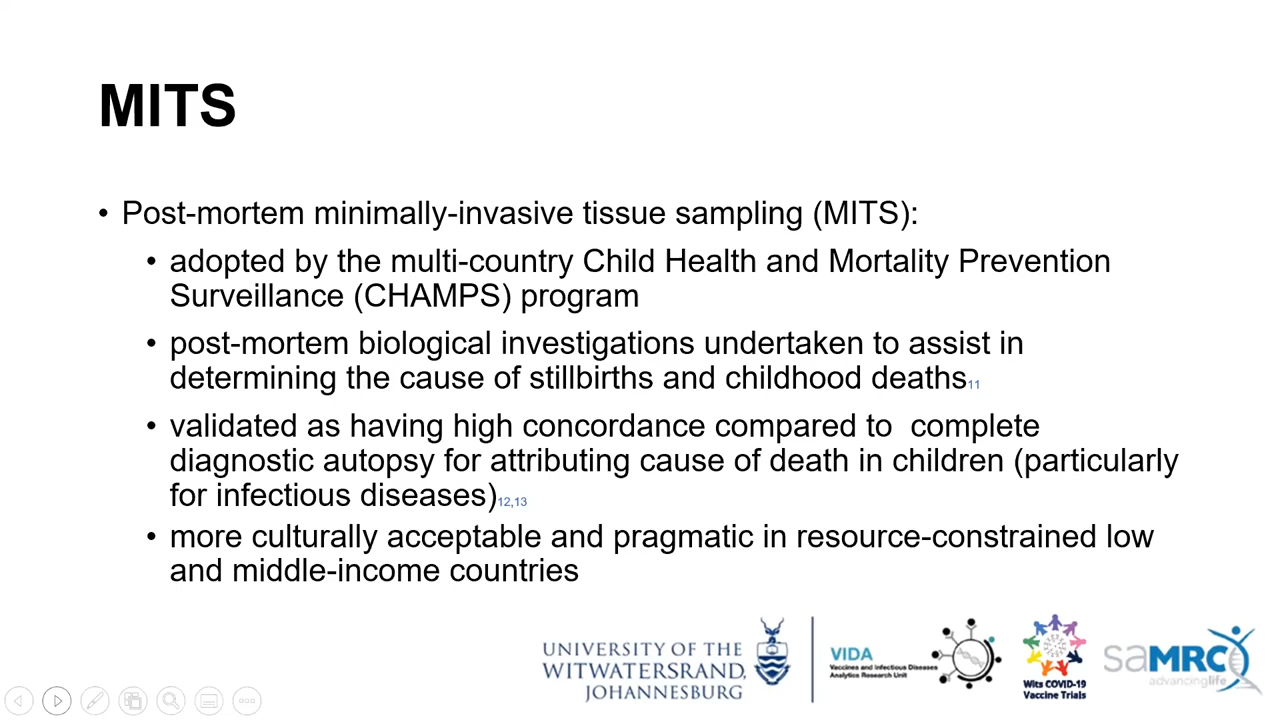 MITS
• Post-mortem minimally-invasive tissue sampling (MITS):
• adopted by the multi-country Child Health and Mortality Prevention
Surveillance (CHAMPS) program
• post-mortem biological investigations undertaken to assist in
determining the cause of stillbirths and childhood deaths11
• validated as having high concordance compared to  complete
diagnostic autopsy for attributing cause of death in children (particularly
for infectious diseases)12,13
• more culturally acceptable and pragmatic in resource-constrained low
and middle-income countries
UNIVERSITY OF THE
WITWATERSRAND,
JOHANNESBURG
VIDA
Vaccines and Infectious Diseases
Analytics Research Unit
Wits COVID-19
Vaccine Trials
saMRC
advancinglife